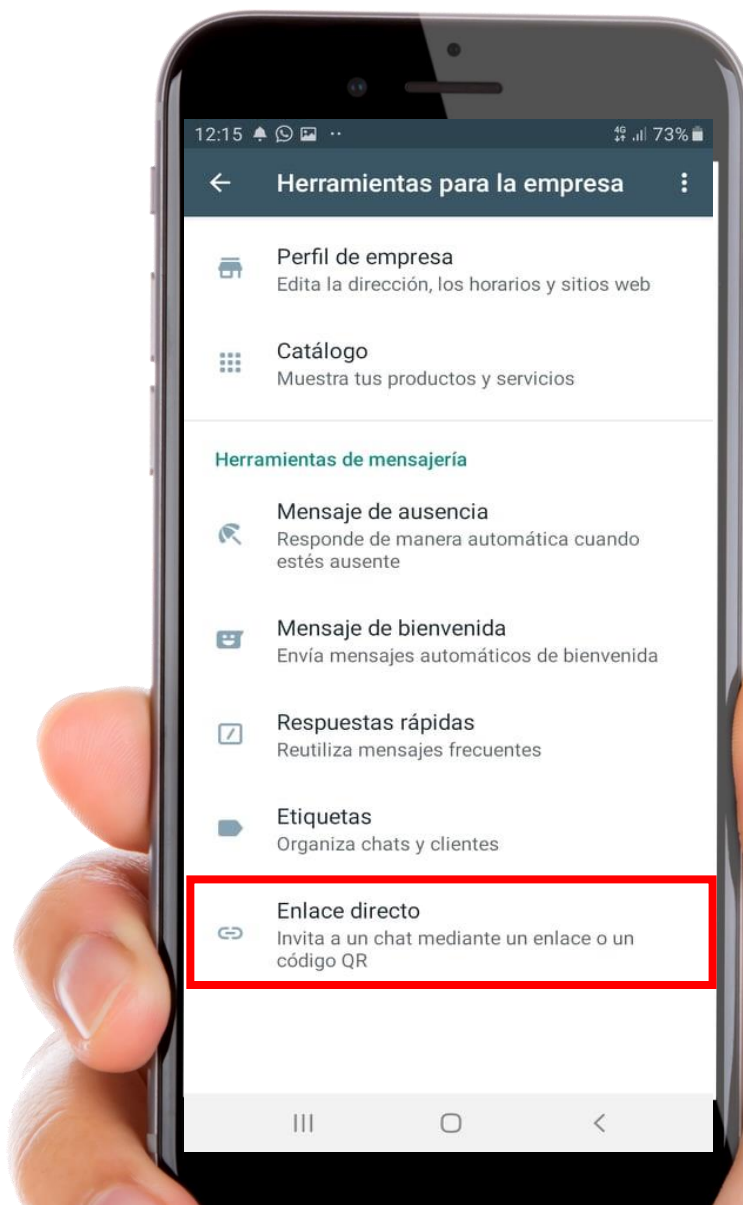 12:15 4G 73%
Herramientas para la empresa
Perfil de empresa
Edita la dirección, los horarios y sitios web
Catálogo
Muestra tus productos y servicios
Herramientas de mensajería
Mensaje de ausencia
Responde de manera automática cuando
estés ausente
Mensaje de bienvenida
Envía mensajes automáticos de bienvenida
Respuestas rápidas
Reutiliza mensajes frecuentes
Etiquetas
Organiza chats y clientes
Enlace directo
Invita a un chat mediante un enlace o un
código QR